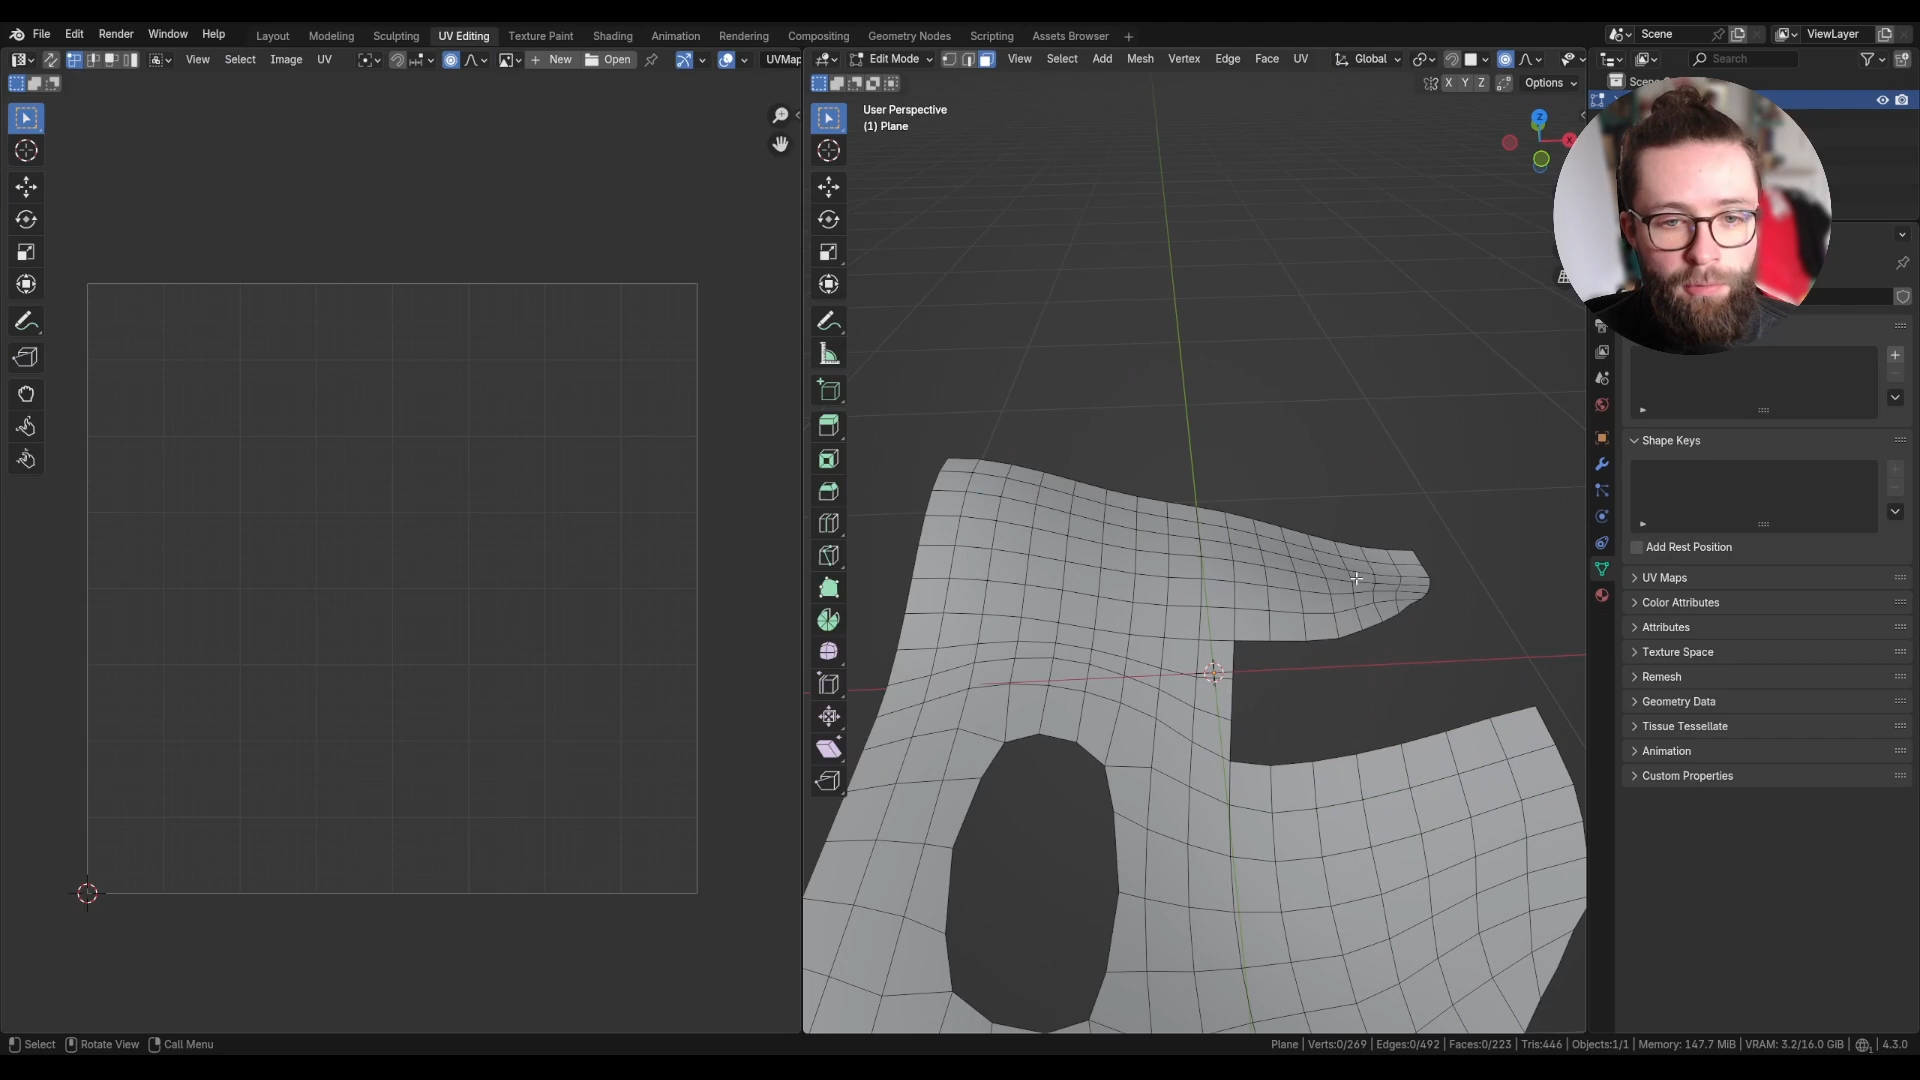 File Edit Render Window Help Layout Modeling Sculpting UV Editing Texture Paint Shading Animation Rendering Compositing Geometry Nodes Scripting Assets Browser Scene ViewLayer
View Select Image UV New Open UVMap Edit Mode View Select Add Mesh Vertex Edge Face UV Global Search
X Y Z Options
User Perspective
(1) Plane
Z
X
Shape Keys
Add Rest Position
UV Maps
Color Attributes
Attributes
Texture Space
Remesh
Geometry Data
Tissue Tessellate
Animation
Custom Properties
Select Rotate View Call Menu Plane | Verts:0/269 | Edges:0/492 | Faces:0/223 | Tris:446 | Objects:1/1 | Memory: 147.7 MiB | VRAM: 3.2/16.0 GiB | 4.3.0